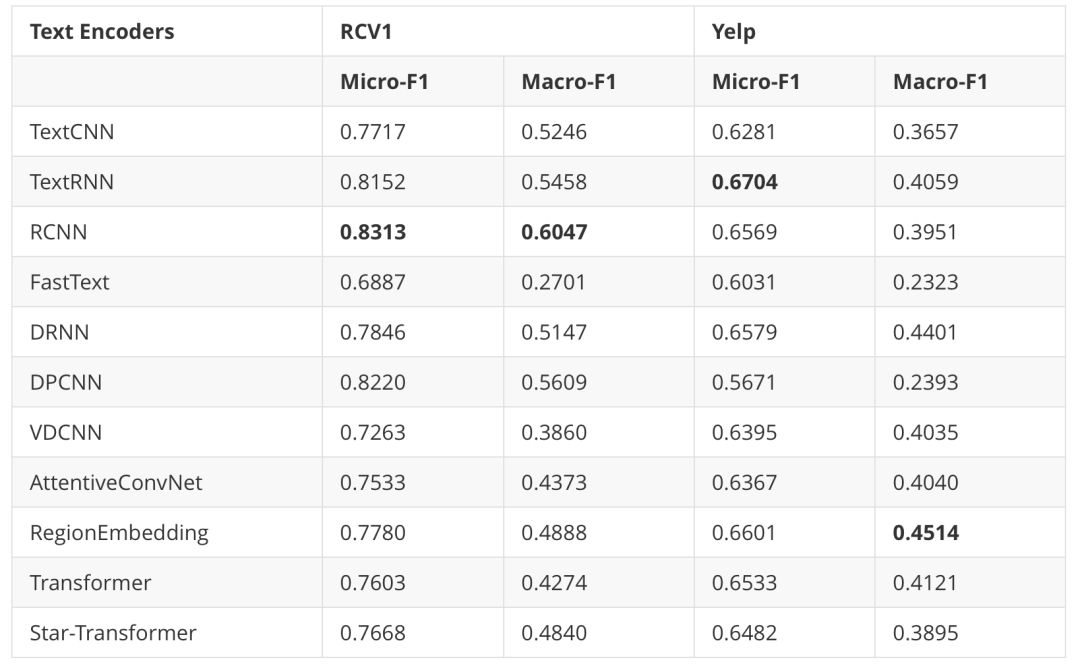 Text Encoders RCV1 Yelp
Micro-F1 Macro-F1 Micro-F1 Macro-F1
TextCNN 0.7717 0.5246 0.6281 0.3657
TextRNN 0.8152 0.5458 0.6704 0.4059
RCNN 0.8313 0.6047 0.6569 0.3951
FastText 0.6887 0.2701 0.6031 0.2323
DRNN 0.7846 0.5147 0.6579 0.4401
DPCNN 0.8220 0.5609 0.5671 0.2393
VDCNN 0.7263 0.3860 0.6395 0.4035
AttentiveConvNet 0.7533 0.4373 0.6367 0.4040
RegionEmbedding 0.7780 0.4888 0.6601 0.4514
Transformer 0.7603 0.4274 0.6533 0.4121
Star-Transformer 0.7668 0.4840 0.6482 0.3895